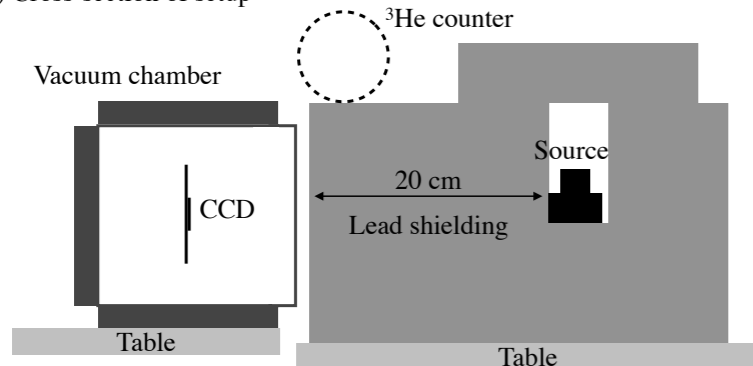 ³He counter
Vacuum chamber
Source
20 cm
CCD
Lead shielding
Table
Table